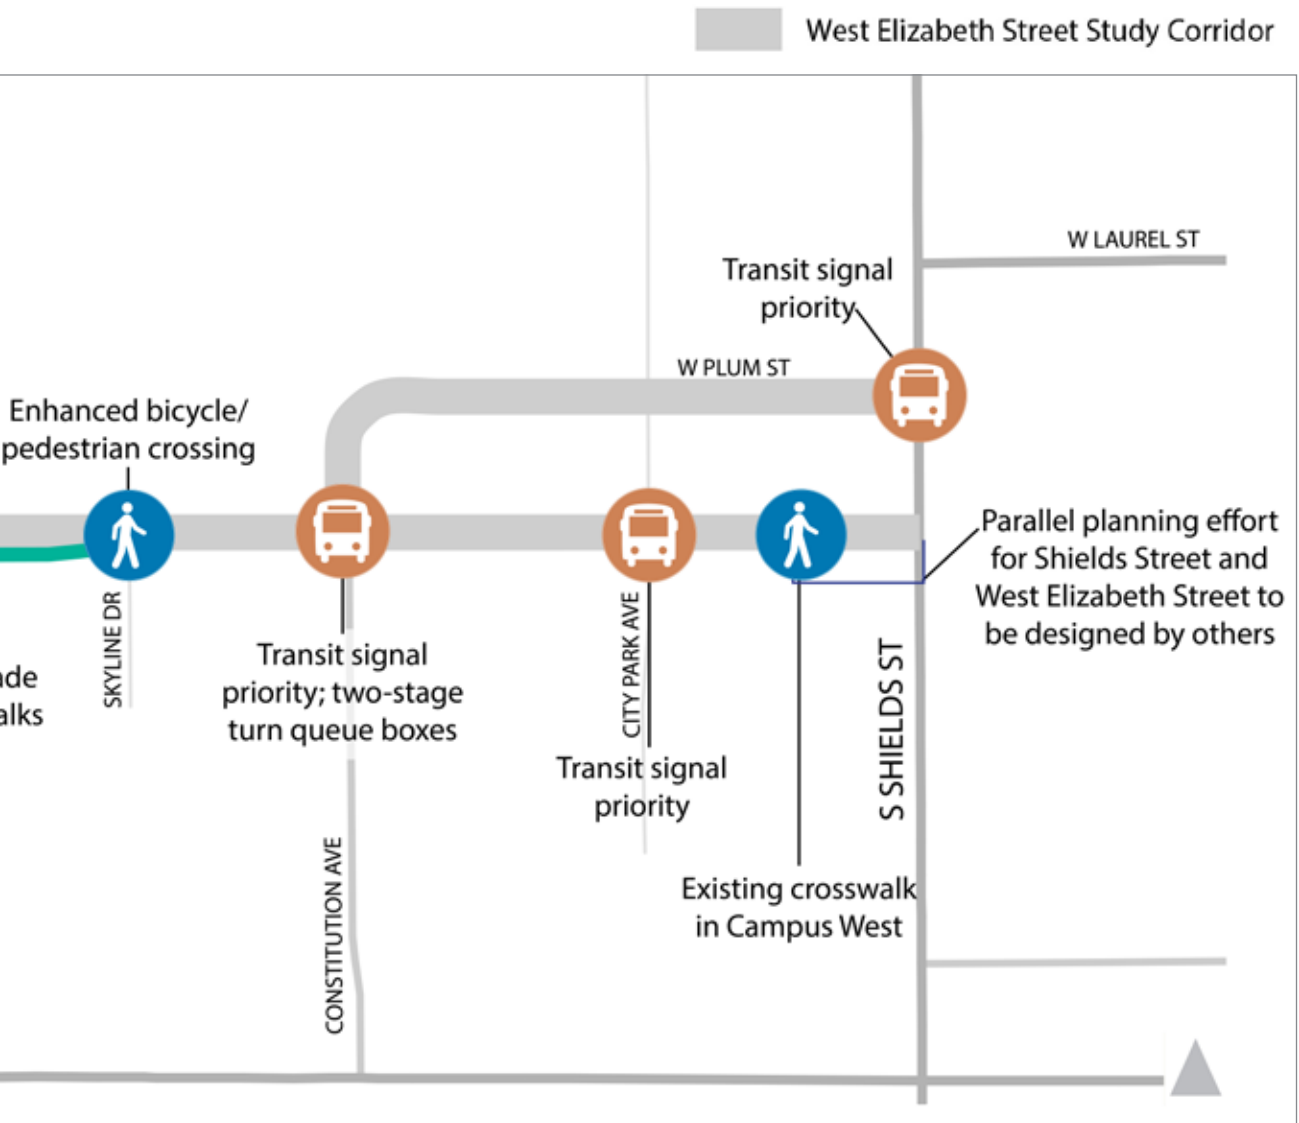 West Elizabeth Street Study Corridor
W LAUREL ST
Transit signal
priority
W PLUM ST
Enhanced bicycle/
pedestrian crossing
Parallel planning effort
for Shields Street and
West Elizabeth Street to
be designed by others
SKYLINE DR
Transit signal
priority; two-stage
turn queue boxes
CITY PARK AVE
Transit signal
priority
S SHIELDS ST
Existing crosswalk
in Campus West
CONSTITUTION AVE